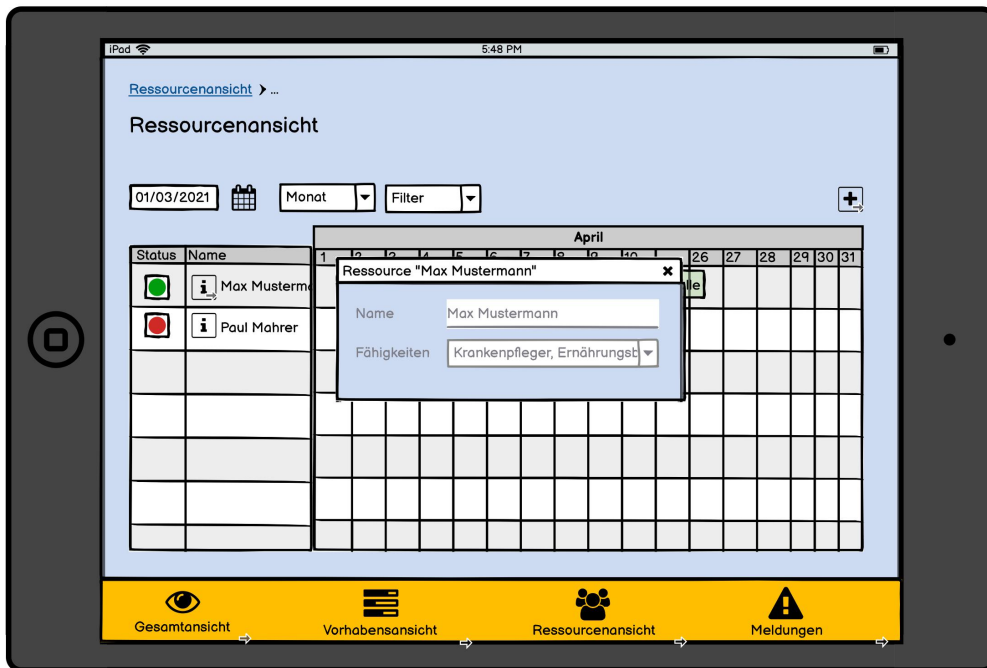 iPad 5:48 PM
Ressourcenansicht > ...
Ressourcenansicht
01/03/2021 Monat Filter
April
Status Name 1 26 27 28 29 30 31
Ressource "Max Mustermann" x
Max Musterm
Name Max Mustermann
i Paul Mahrer
Fähigkeiten Krankenpfleger, Ernährungsb
Gesamtansicht Vorhabensansicht Ressourcenansicht Meldungen